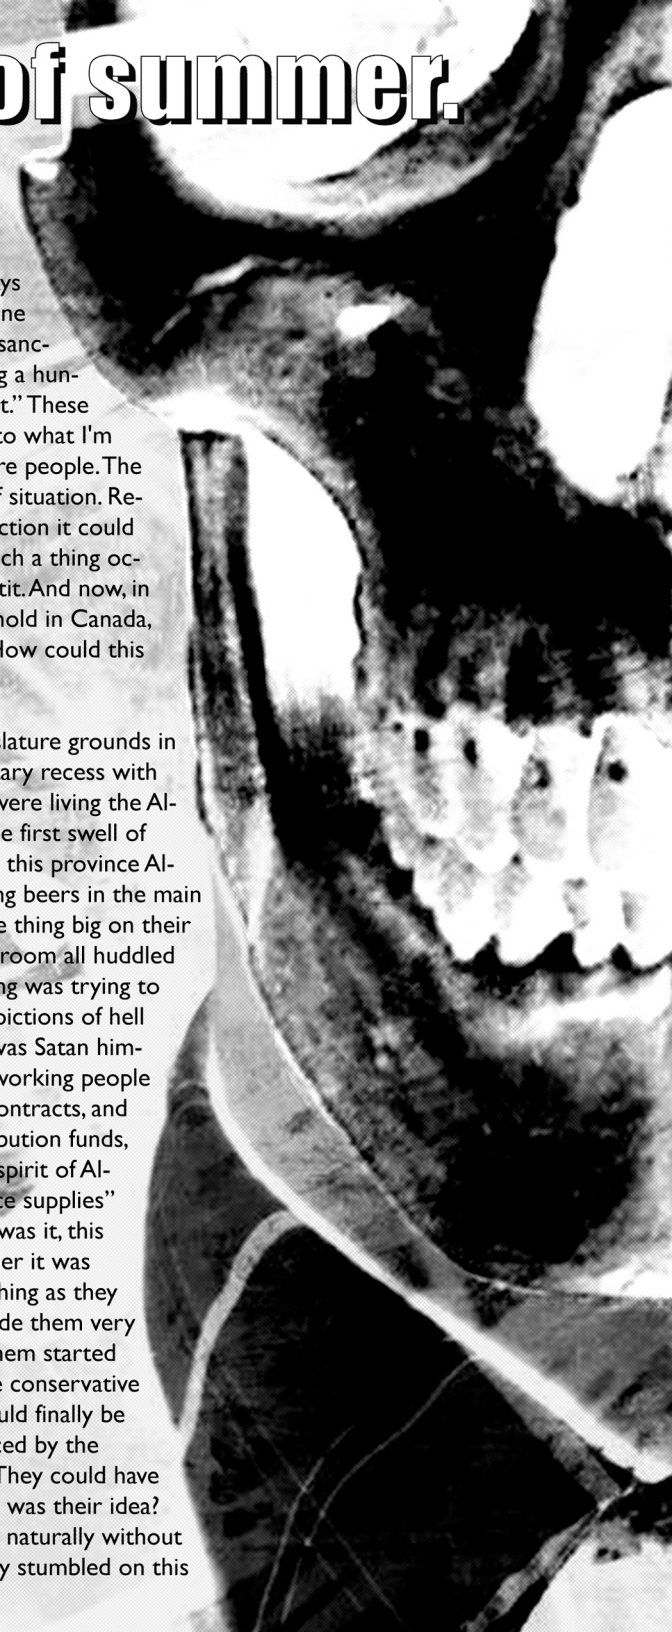 of summer.
ys
ne
sanc-
g a hun-
t.” These
to what I'm
re people. The
f situation. Re-
ction it could
ch a thing oc-
tit. And now, in
hold in Canada,
How could this
slature grounds in
ary recess with
were living the Al-
e first swell of
this province Al-
ng beers in the main
e thing big on their
room all huddled
ng was trying to
pictions of hell
was Satan him-
working people
ontracts, and
bution funds,
spirit of Al-
ce supplies”
was it, this
er it was
hing as they
de them very
hem started
e conservative
uld finally be
ced by the
They could have
was their idea?
naturally without
y stumbled on this